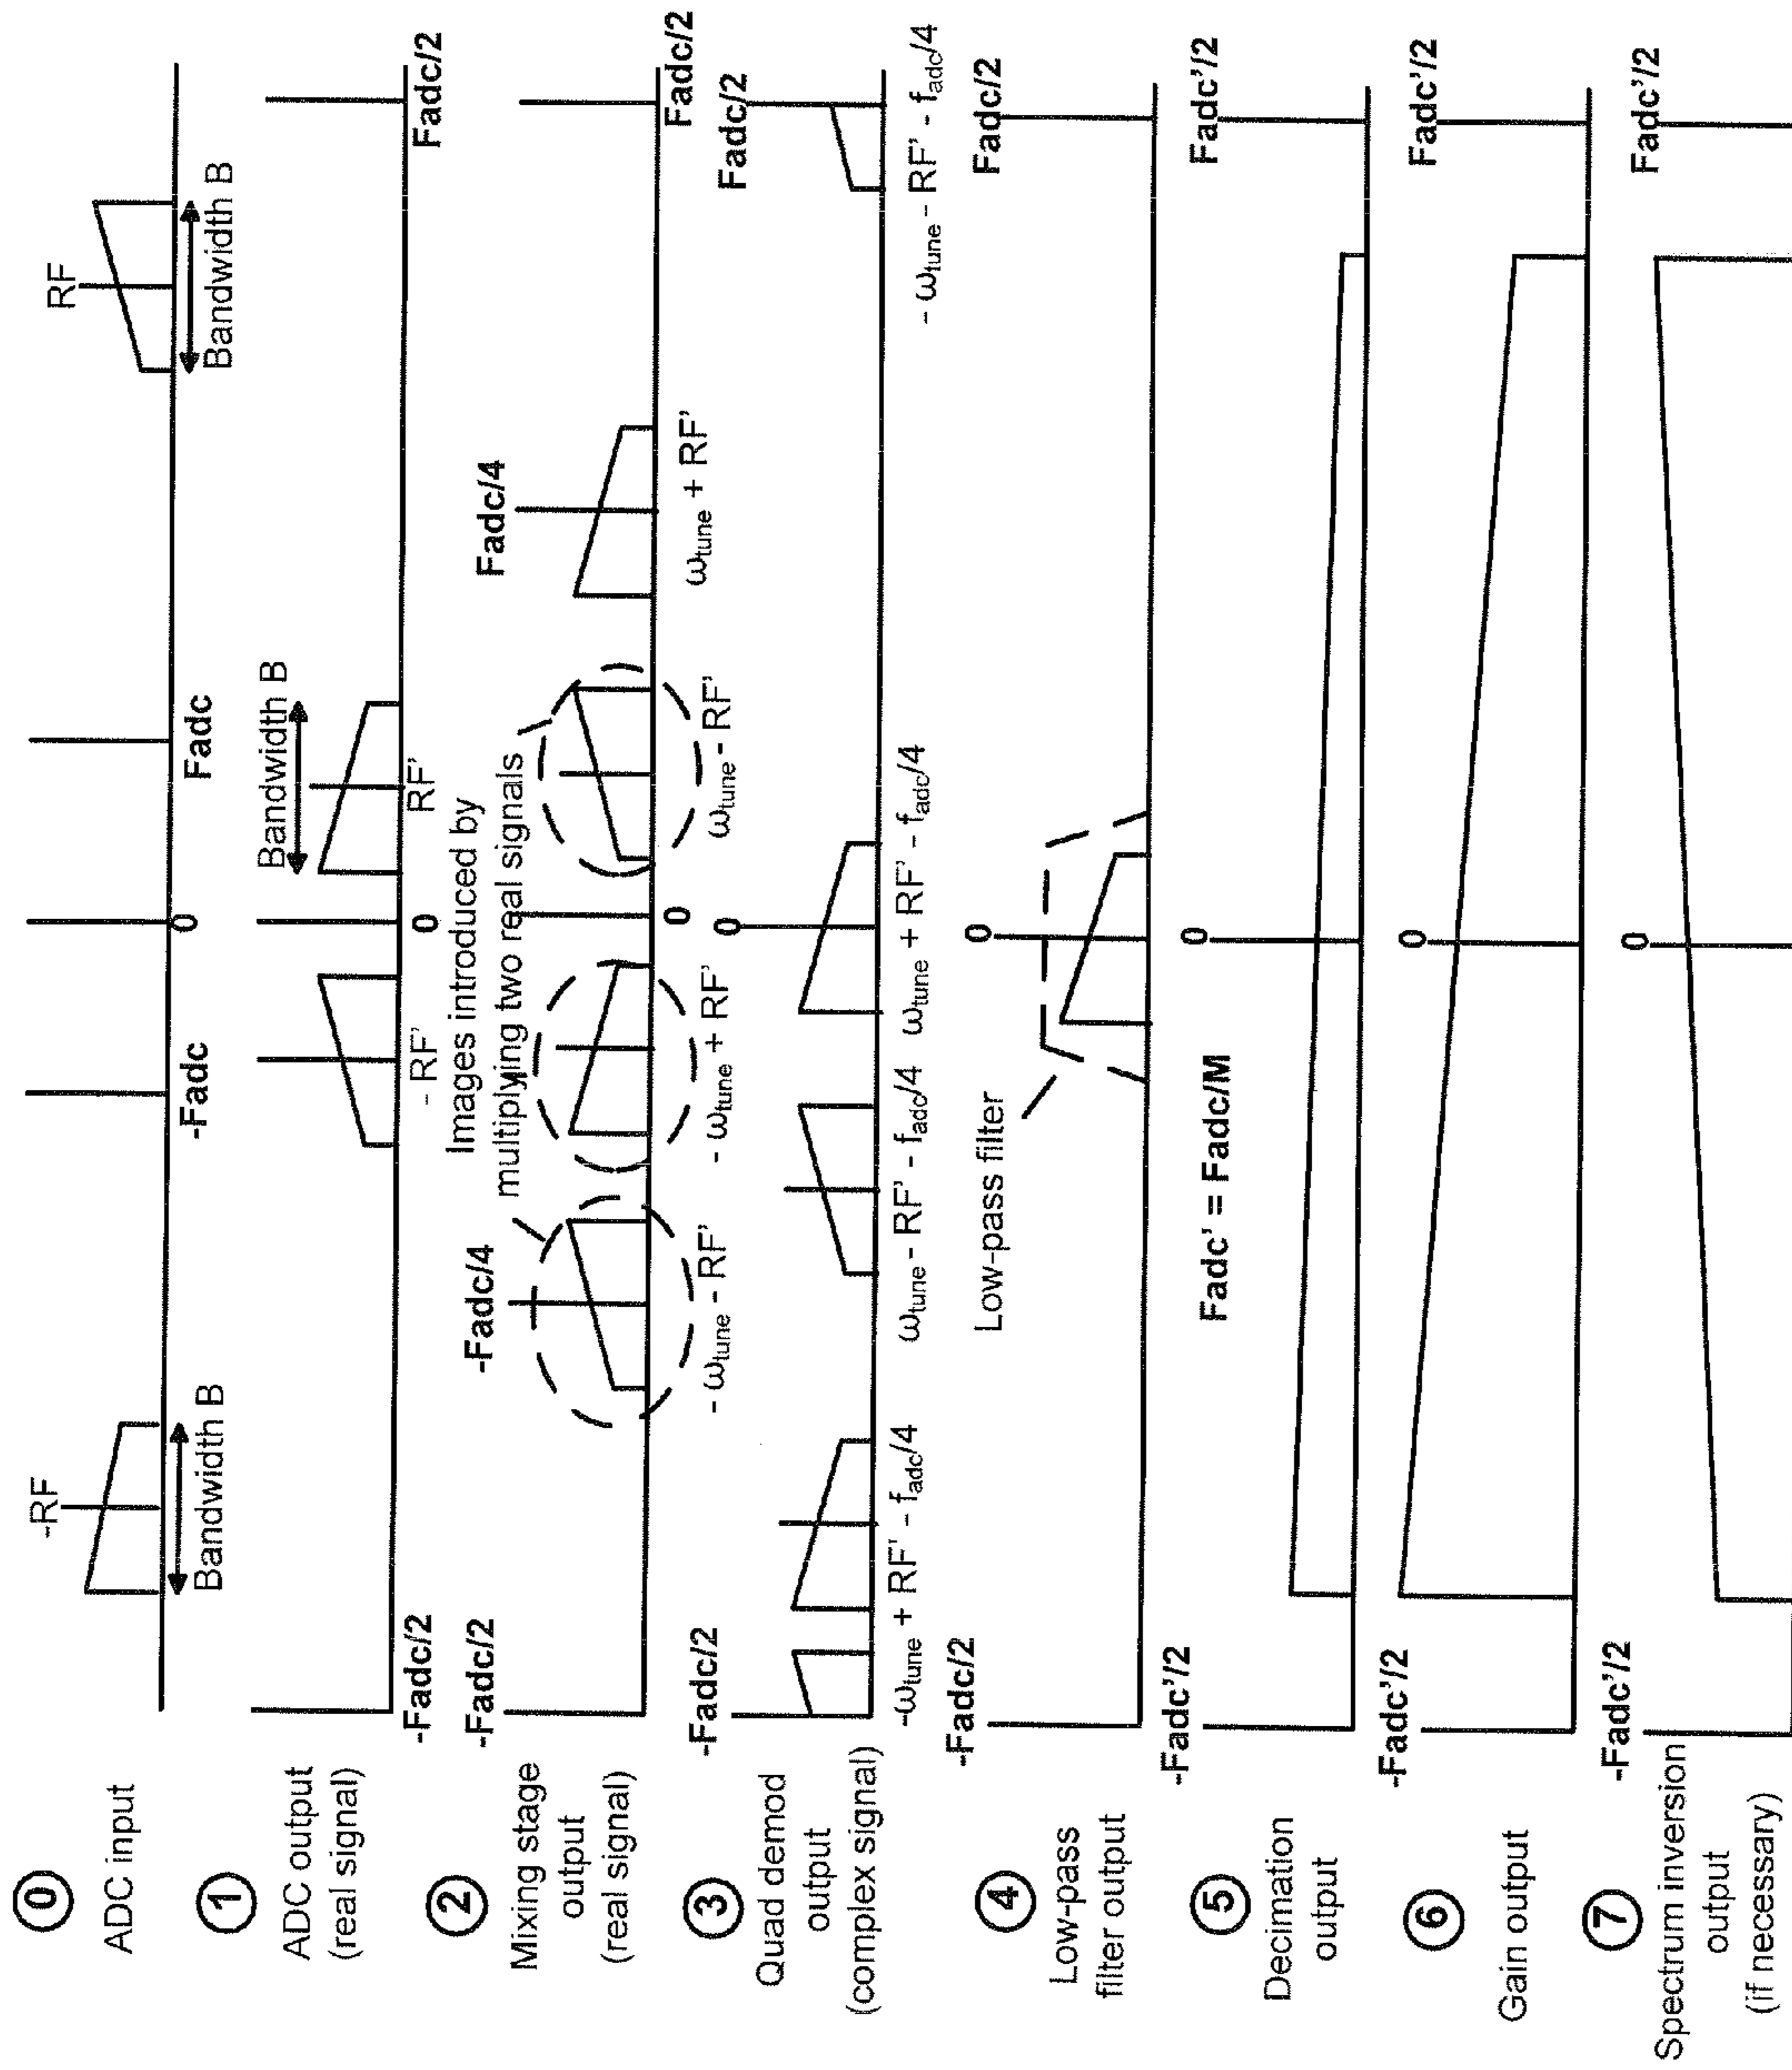 0
ADC input
-RF
Bandwidth B
-Fadc
0
Fadc
RF
Bandwidth B
1
ADC output
(real signal)
-Fadc/2
-RF'
0
Bandwidth B
RF'
Fadc/2
2
Mixing stage
output
(real signal)
-Fadc/2
-Fadc/4
Images introduced by
multiplying two real signals
Fadc/4
- ωtune - RF'
- ωtune + RF'
0
ωtune - RF'
ωtune + RF'
Fadc/2
3
Quad demod
output
(complex signal)
-Fadc/2
0
Fadc/2
-ωtune + RF' - fadc/4
ωtune - RF' - fadc/4
ωtune + RF' - fadc/4
- ωtune - RF' - fadc/4
4
Low-pass
filter output
-Fadc/2
Low-pass filter
0
Fadc/2
5
Decimation
output
-Fadc'/2
Fadc' = Fadc/M
0
Fadc'/2
6
Gain output
-Fadc'/2
0
Fadc'/2
7
Spectrum inversion
output
(if necessary)
-Fadc'/2
0
Fadc'/2